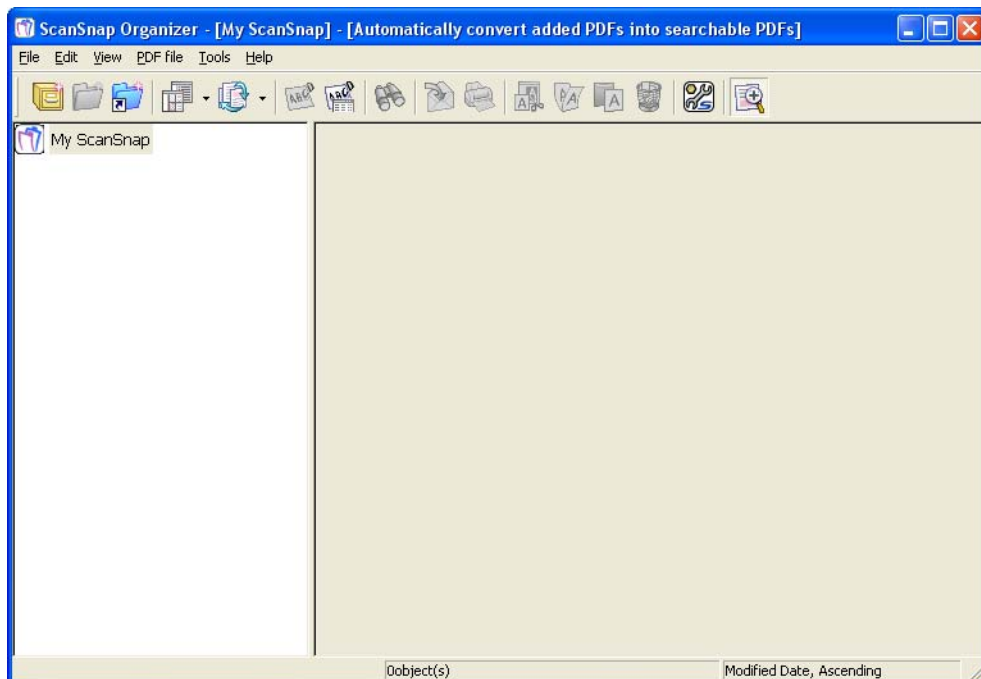 ScanSnap Organizer - [My ScanSnap] - [Automatically convert added PDFs into searchable PDFs]
File Edit View PDF file Tools Help
My ScanSnap
0object(s) Modified Date, Ascending